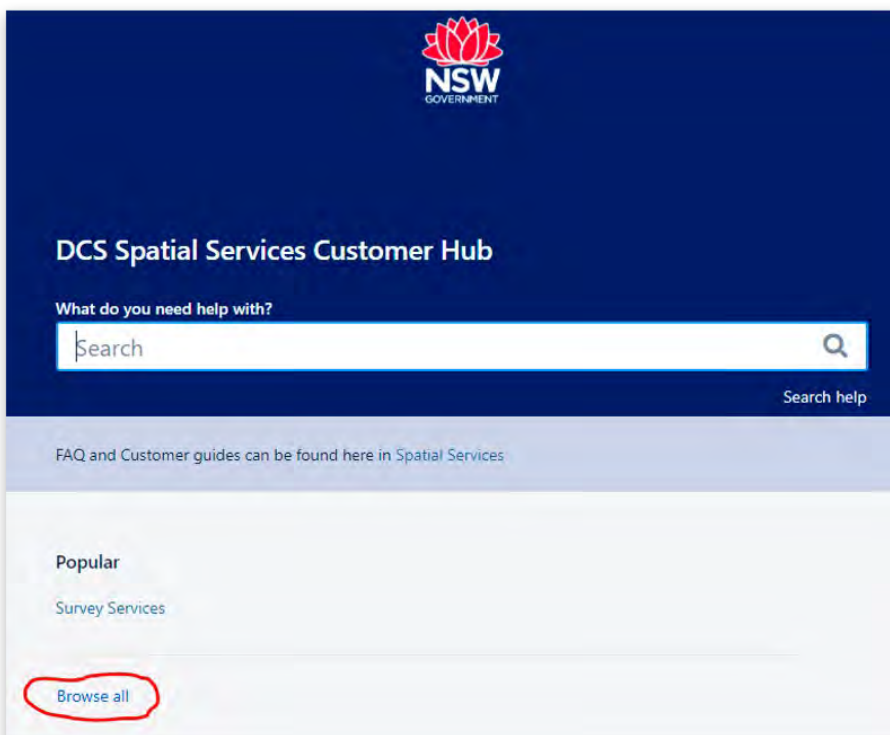 NSW
GOVERNMENT
DCS Spatial Services Customer Hub
What do you need help with?
Search
Search help
FAQ and Customer guides can be found here in Spatial Services
Popular
Survey Services
Browse all